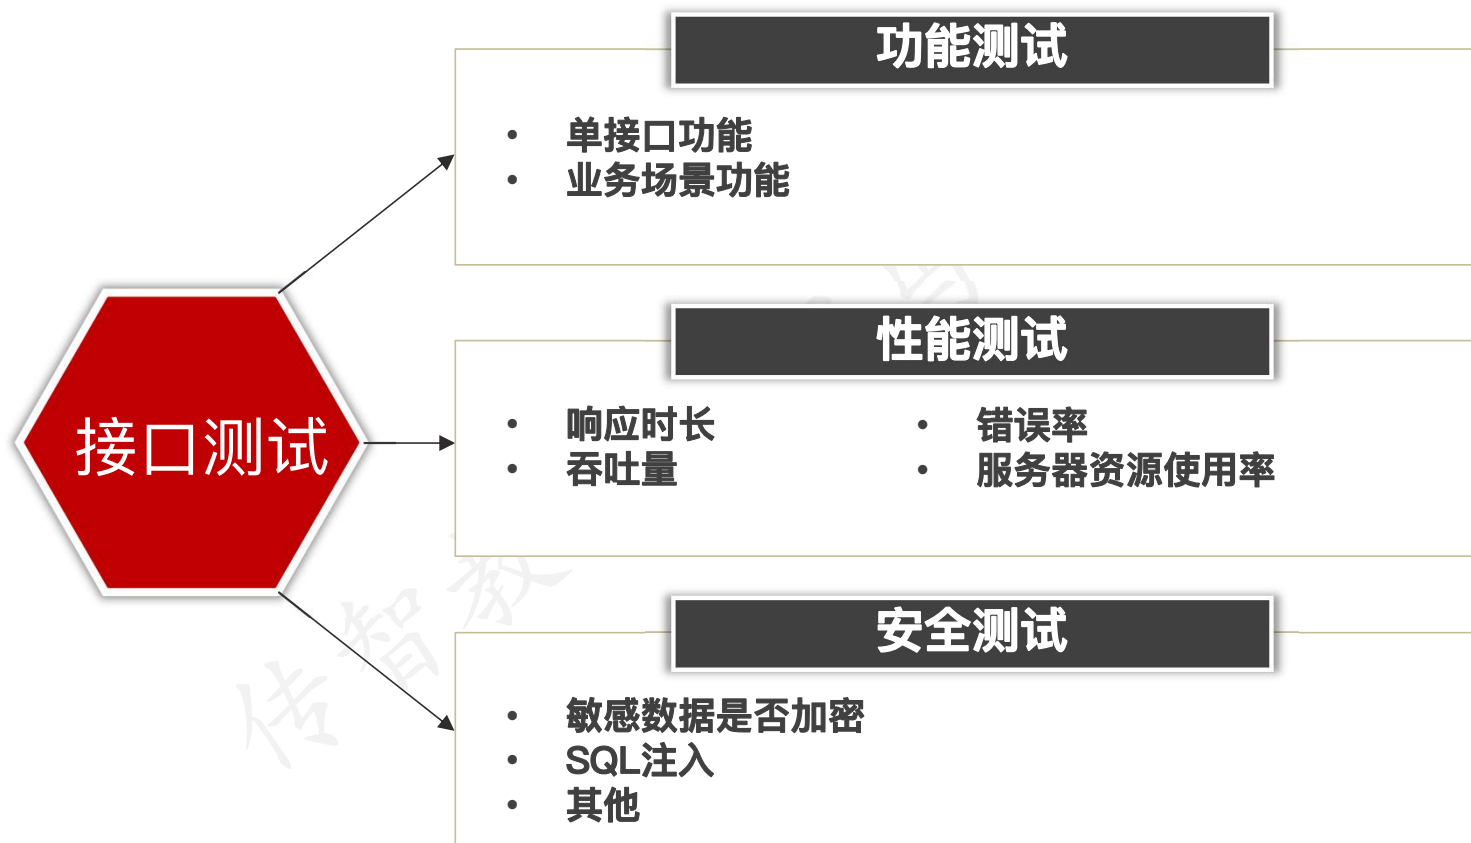 功能测试
单接口功能
业务场景功能
接口测试
性能测试
响应时长
吞吐量
错误率
服务器资源使用率
安全测试
敏感数据是否加密
SQL注入
其他
传智教